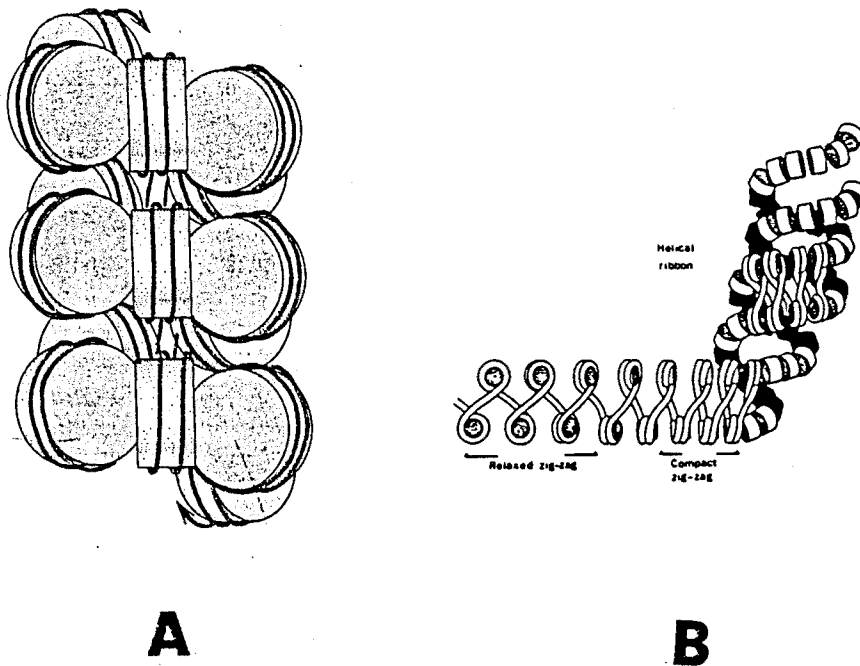 Helical
ribbon
Relaxed zig-zag
Compact
zig-zag
A
B